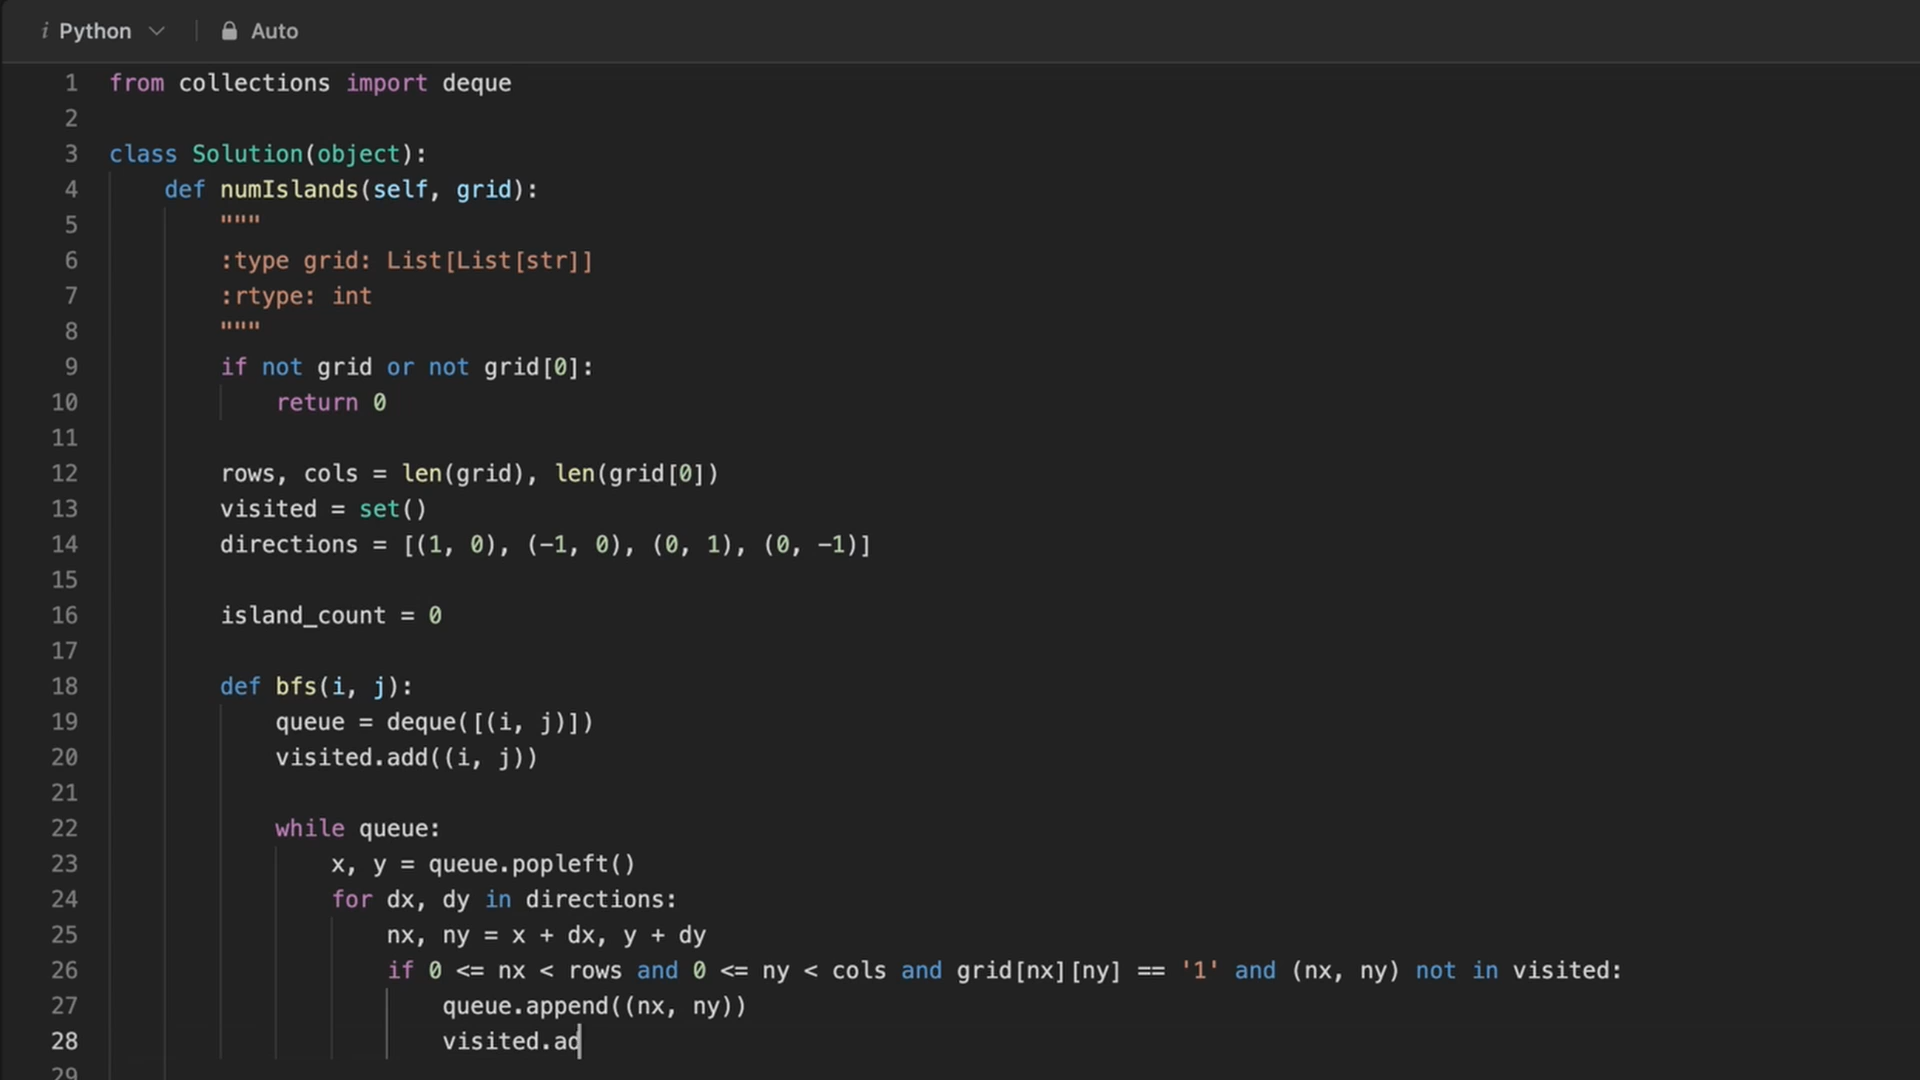 i Python Auto
1 from collections import deque
2
3 class Solution(object):
4     def numIslands(self, grid):
5         """
6         :type grid: List[List[str]]
7         :rtype: int
8         """
9         if not grid or not grid[0]:
10             return 0
11
12         rows, cols = len(grid), len(grid[0])
13         visited = set()
14         directions = [(1, 0), (-1, 0), (0, 1), (0, -1)]
15
16         island_count = 0
17
18         def bfs(i, j):
19             queue = deque([(i, j)])
20             visited.add((i, j))
21
22             while queue:
23                 x, y = queue.popleft()
24                 for dx, dy in directions:
25                     nx, ny = x + dx, y + dy
26                     if 0 <= nx < rows and 0 <= ny < cols and grid[nx][ny] == '1' and (nx, ny) not in visited:
27                         queue.append((nx, ny))
28                         visited.ad
29